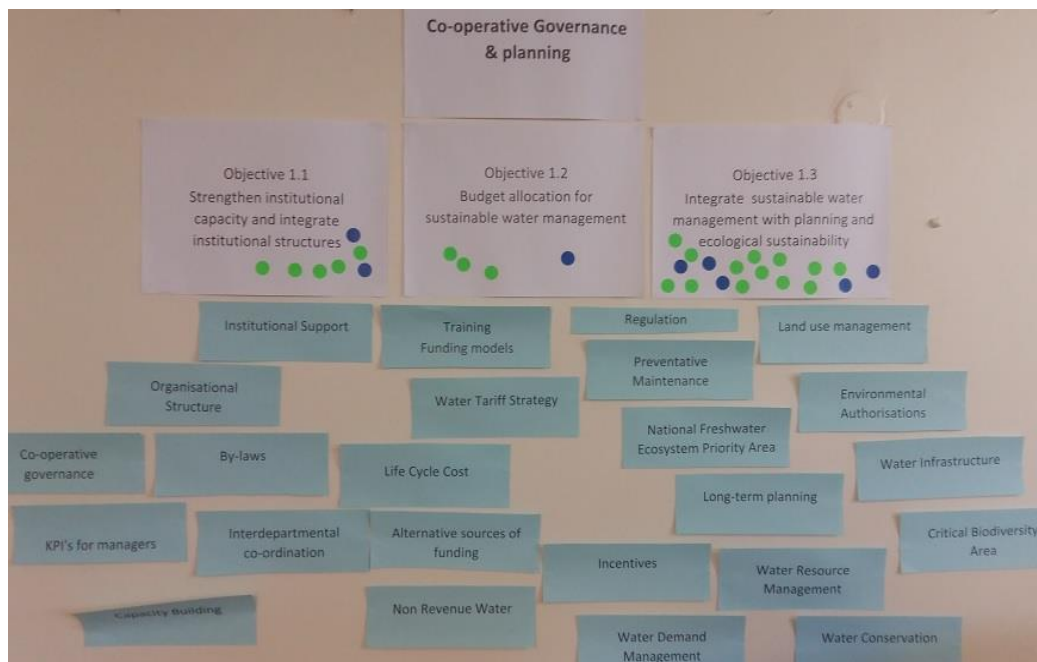 Co-operative Governance
& planning
Objective 1.1
Strengthen institutional
capacity and integrate
institutional structures
Objective 1.2
Budget allocation for
sustainable water management
Objective 1.3
Integrate sustainable water
management with planning and
ecological sustainability
Institutional Support
Training
Funding models
Regulation
Land use management
Organisational
Structure
Water Tariff Strategy
Preventative
Maintenance
Environmental
Authorisations
Co-operative
governance
By-laws
Life Cycle Cost
National Freshwater
Ecosystem Priority Area
Water Infrastructure
Long-term planning
KPI's for managers
Interdepartmental
co-ordination
Alternative sources of
funding
Incentives
Water Resource
Management
Critical Biodiversity
Area
Capacity Building
Non Revenue Water
Water Demand
Management
Water Conservation